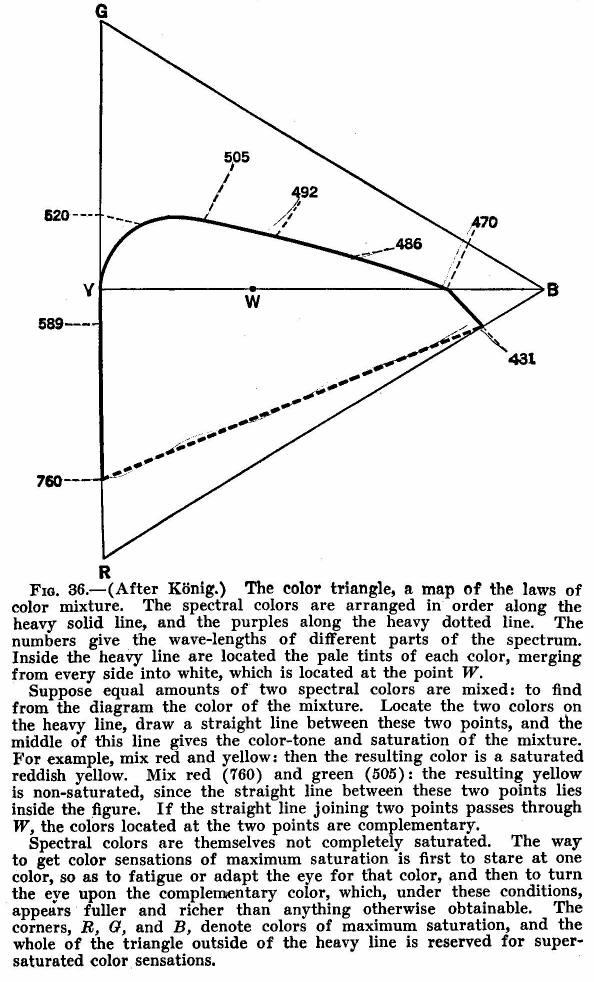 G
505
492
520
470
486
Y
W
B
589
431
760
R
FIG. 36.—(After König.) The color triangle, a map of the laws of
color mixture. The spectral colors are arranged in order along the
heavy solid line, and the purples along the heavy dotted line. The
numbers give the wave-lengths of different parts of the spectrum.
Inside the heavy line are located the pale tints of each color, merging
from every side into white, which is located at the point W.
Suppose equal amounts of two spectral colors are mixed: to find
from the diagram the color of the mixture. Locate the two colors on
the heavy line, draw a straight line between these two points, and the
middle of this line gives the color-tone and saturation of the mixture.
For example, mix red and yellow: then the resulting color is a saturated
reddish yellow. Mix red (760) and green (505): the resulting yellow
is non-saturated, since the straight line between these two points lies
inside the figure. If the straight line joining two points passes through
W, the colors located at the two points are complementary.
Spectral colors are themselves not completely saturated. The way
to get color sensations of maximum saturation is first to stare at one
color, so as to fatigue or adapt the eye for that color, and then to turn
the eye upon the complementary color, which, under these conditions,
appears fuller and richer than anything otherwise obtainable. The
corners, R, G, and B, denote colors of maximum saturation, and the
whole of the triangle outside of the heavy line is reserved for super-
saturated color sensations.